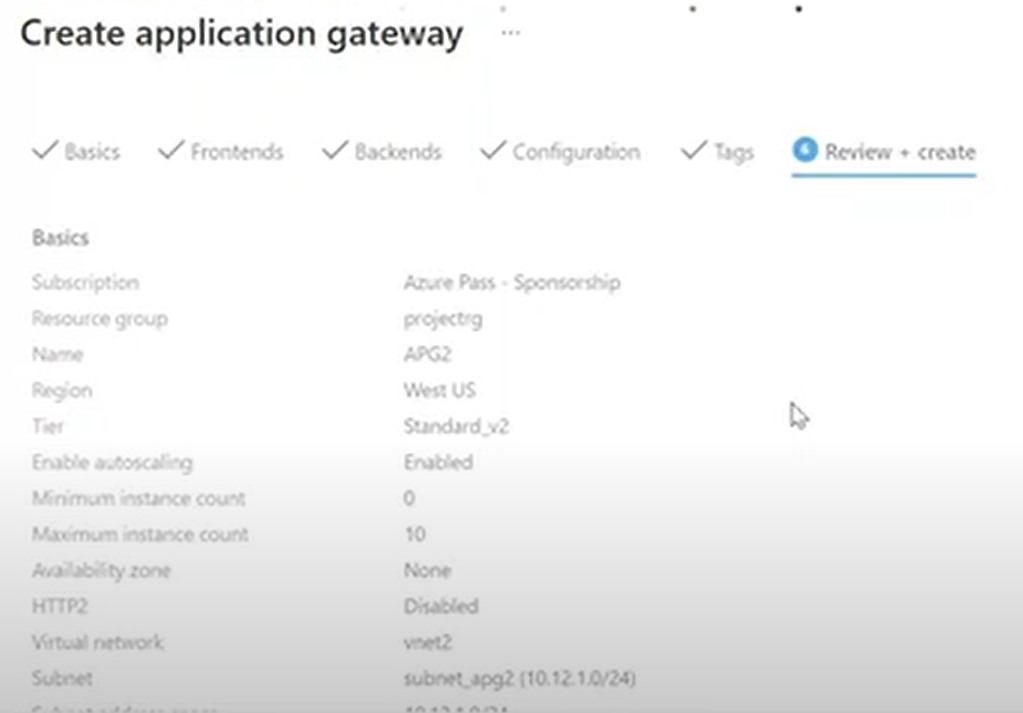 Create application gateway ...
Basics Frontends Backends Configuration Tags 6 Review + create
Basics
Subscription Azure Pass - Sponsorship
Resource group projectrg
Name APG2
Region West US
Tier Standard_v2
Enable autoscaling Enabled
Minimum instance count 0
Maximum instance count 10
Availability zone None
HTTP2 Disabled
Virtual network vnet2
Subnet subnet_apg2 (10.12.1.0/24)